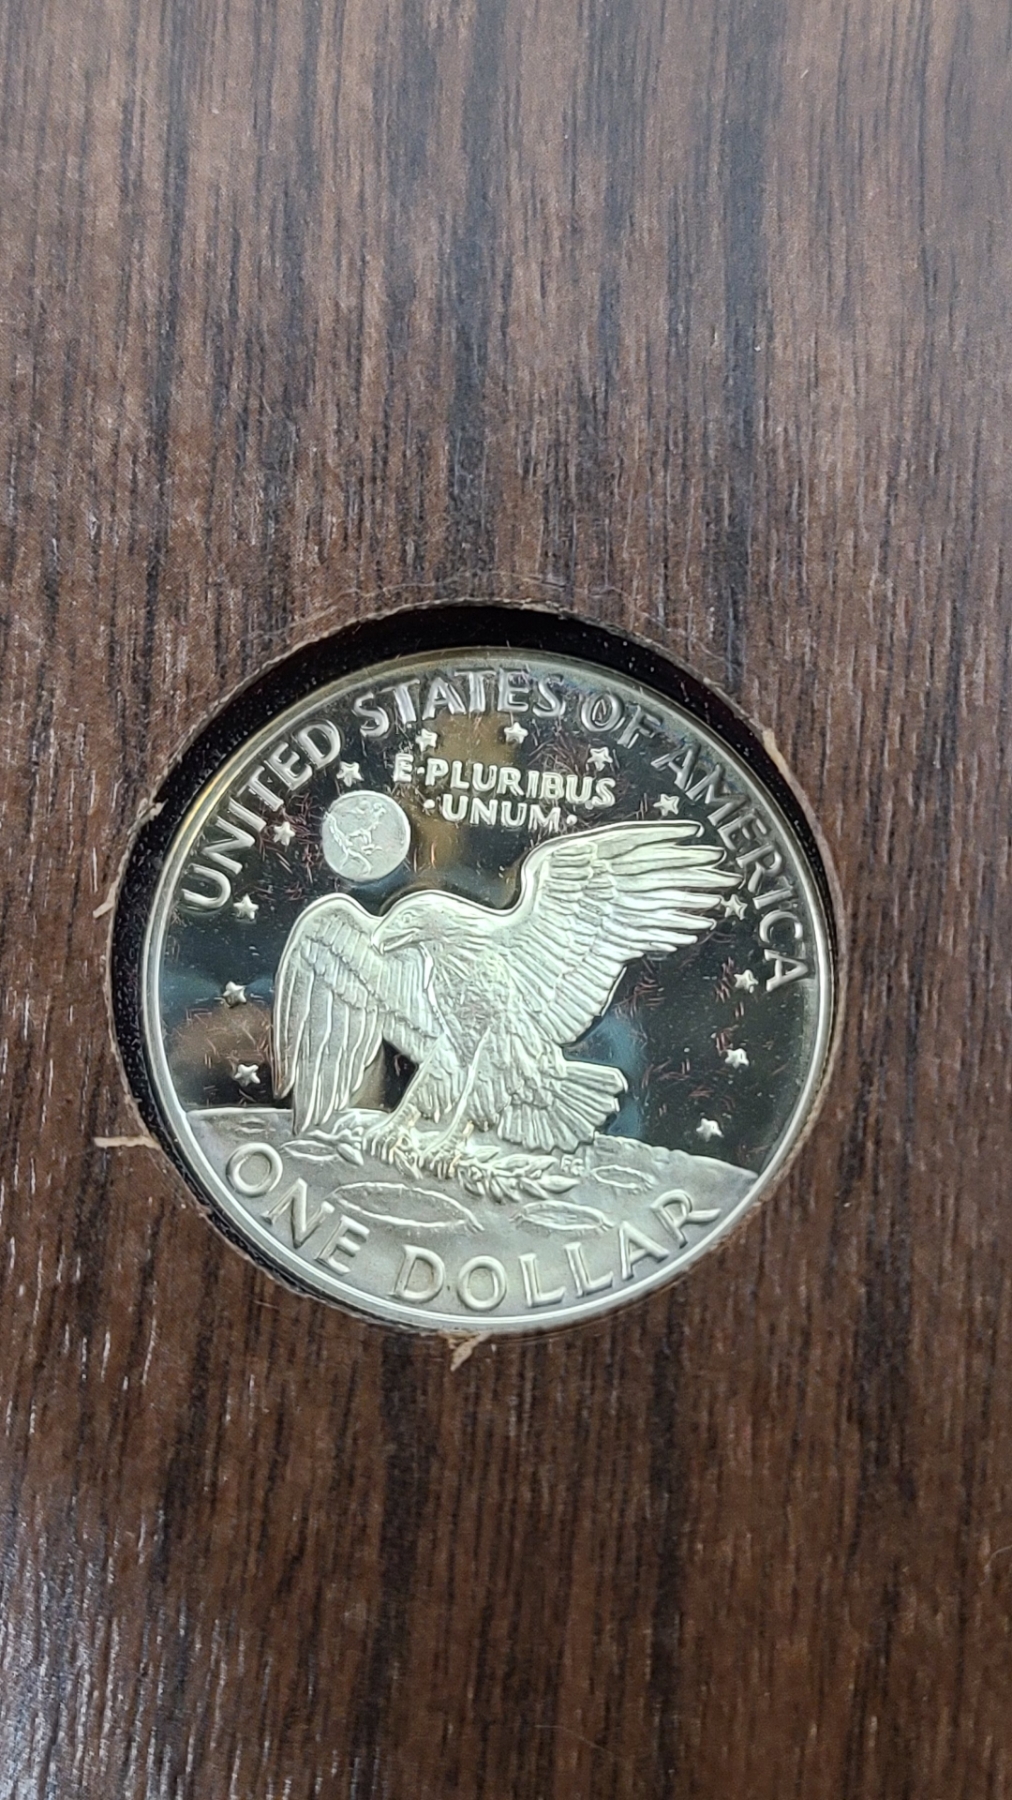 UNITED STATES OF AMERICA
E·PLURIBUS
·UNUM·
FG
ONE DOLLAR